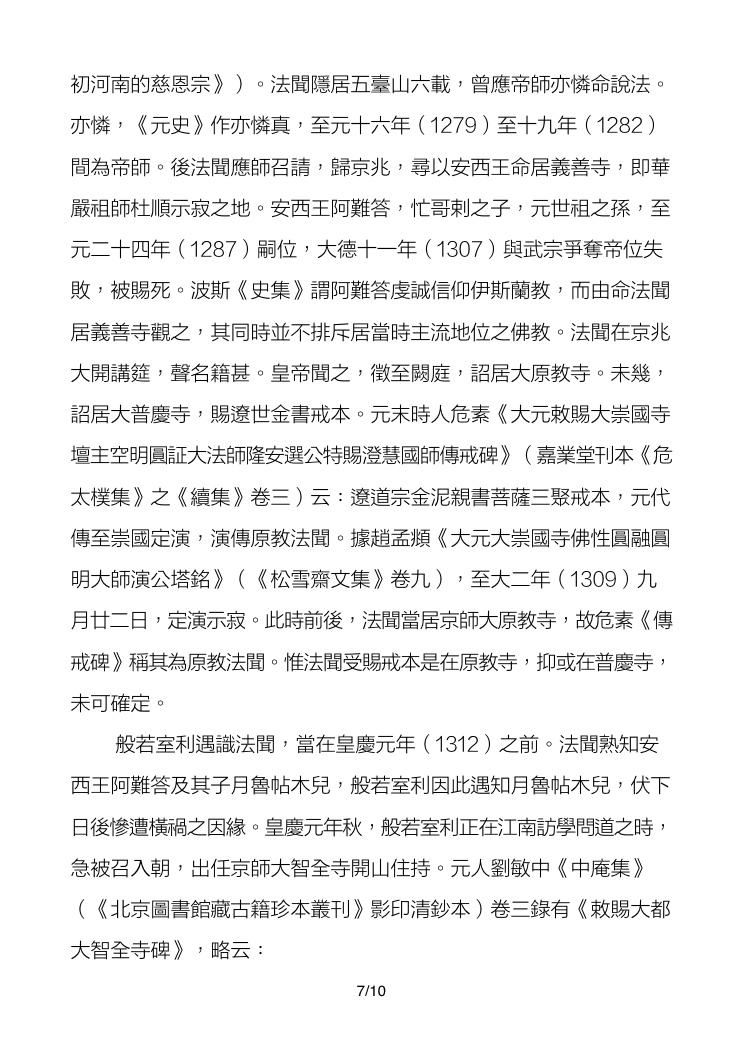 初河南的慈恩宗》）。法聞隱居五臺山六載，曾應帝師亦憐命說法。
亦憐，《元史》作亦憐真，至元十六年（1279）至十九年（1282）
間為帝師。後法聞應師召請，歸京兆，尋以安西王命居義善寺，即華
嚴祖師杜順示寂之地。安西王阿難答，忙哥剌之子，元世祖之孫，至
元二十四年（1287）嗣位，大德十一年（1307）與武宗爭奪帝位失
敗，被賜死。波斯《史集》謂阿難答虔誠信仰伊斯蘭教，而由命法聞
居義善寺觀之，其同時並不排斥居當時主流地位之佛教。法聞在京兆
大開講筵，聲名籍甚。皇帝聞之，徵至闕庭，詔居大原教寺。未幾，
詔居大普慶寺，賜遼世金書戒本。元末時人危素《大元敕賜大崇國寺
壇主空明圓証大法師隆安選公特賜澄慧國師傳戒碑》（嘉業堂刊本《危
太樸集》之《續集》卷三）云：遼道宗金泥親書菩薩三聚戒本，元代
傳至崇國定演，演傳原教法聞。據趙孟頫《大元大崇國寺佛性圓融圓
明大師演公塔銘》（《松雪齋文集》卷九），至大二年（1309）九
月廿二日，定演示寂。此時前後，法聞當居京師大原教寺，故危素《傳
戒碑》稱其為原教法聞。惟法聞受賜戒本是在原教寺，抑或在普慶寺，
未可確定。
般若室利遇識法聞，當在皇慶元年（1312）之前。法聞熟知安
西王阿難答及其子月魯帖木兒，般若室利因此遇知月魯帖木兒，伏下
日後慘遭橫禍之因緣。皇慶元年秋，般若室利正在江南訪學問道之時，
急被召入朝，出任京師大智全寺開山住持。元人劉敏中《中庵集》
（《北京圖書館藏古籍珍本叢刊》影印清鈔本）卷三錄有《敕賜大都
大智全寺碑》，略云：
7/10